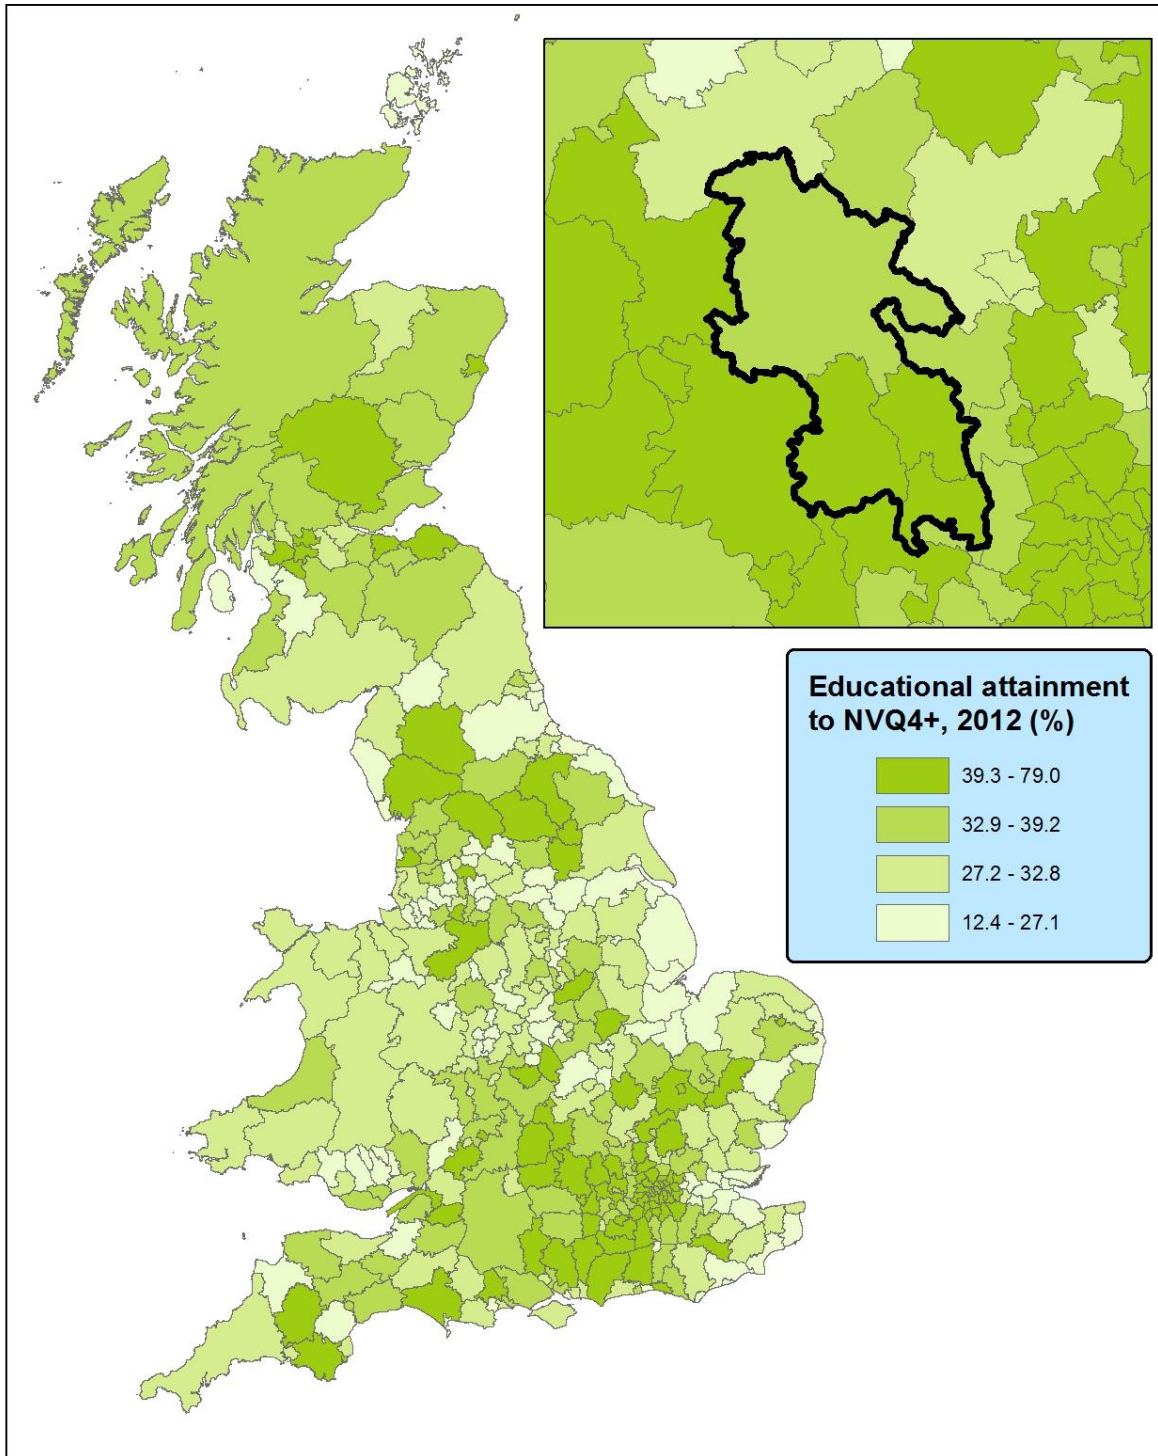 Educational attainment
to NVQ4+, 2012 (%)
39.3 - 79.0
32.9 - 39.2
27.2 - 32.8
12.4 - 27.1